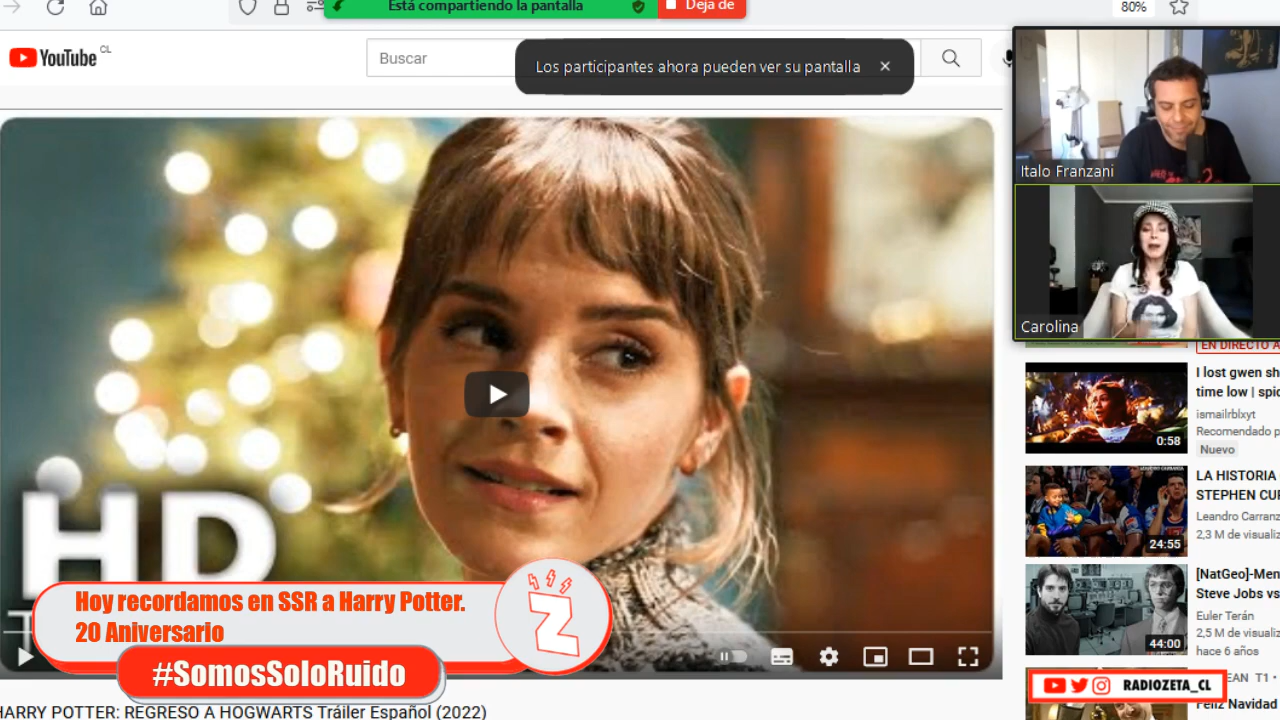 Está compartiendo la pantalla
Deja de
80%
YouTube CL
Buscar
Los participantes ahora pueden ver su pantalla
Italo Franzani
Carolina
EN DIRECTO A
I lost gwen sh
time low | spid
ismailrblxyt
Recomendado p
Nuevo
0:58
LA HISTORIA
STEPHEN CUR
Leandro Carranz
2,3 M de visualiz
24:55
[NatGeo]-Men
Steve Jobs vs
Euler Terán
2,5 M de visualiz
hace 6 años
44:00
HD
Hoy recordamos en SSR a Harry Potter.
20 Aniversario
#SomosSoloRuido
EAN T1 •
RADIOZETA_CL
Feliz Navidad
HARRY POTTER: REGRESO A HOGWARTS Tráiler Español (2022)